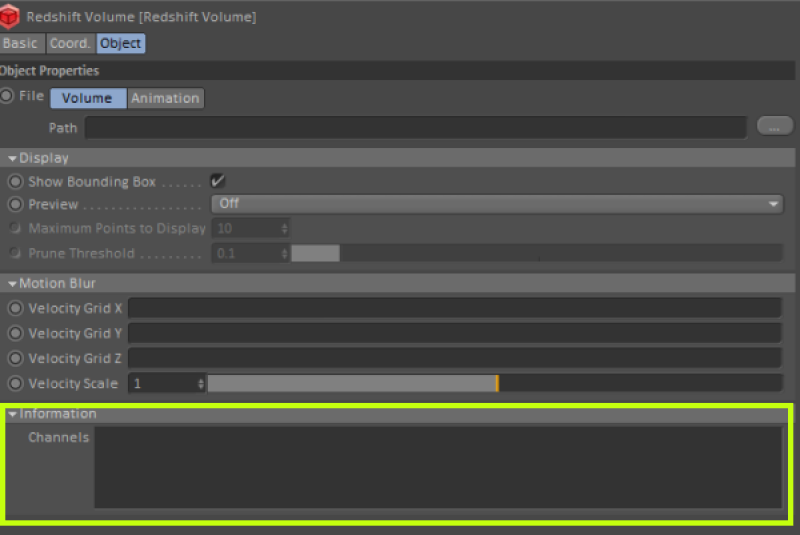 Redshift Volume [Redshift Volume]
Basic Coord. Object
Object Properties
File Volume Animation
Path ...
Display
Show Bounding Box . . . . . .
Preview . . . . . . . . . . . . . . . . . Off
Maximum Points to Display 10
Prune Threshold . . . . . . . . . 0.1
Motion Blur
Velocity Grid X
Velocity Grid Y
Velocity Grid Z
Velocity Scale 1
Information
Channels